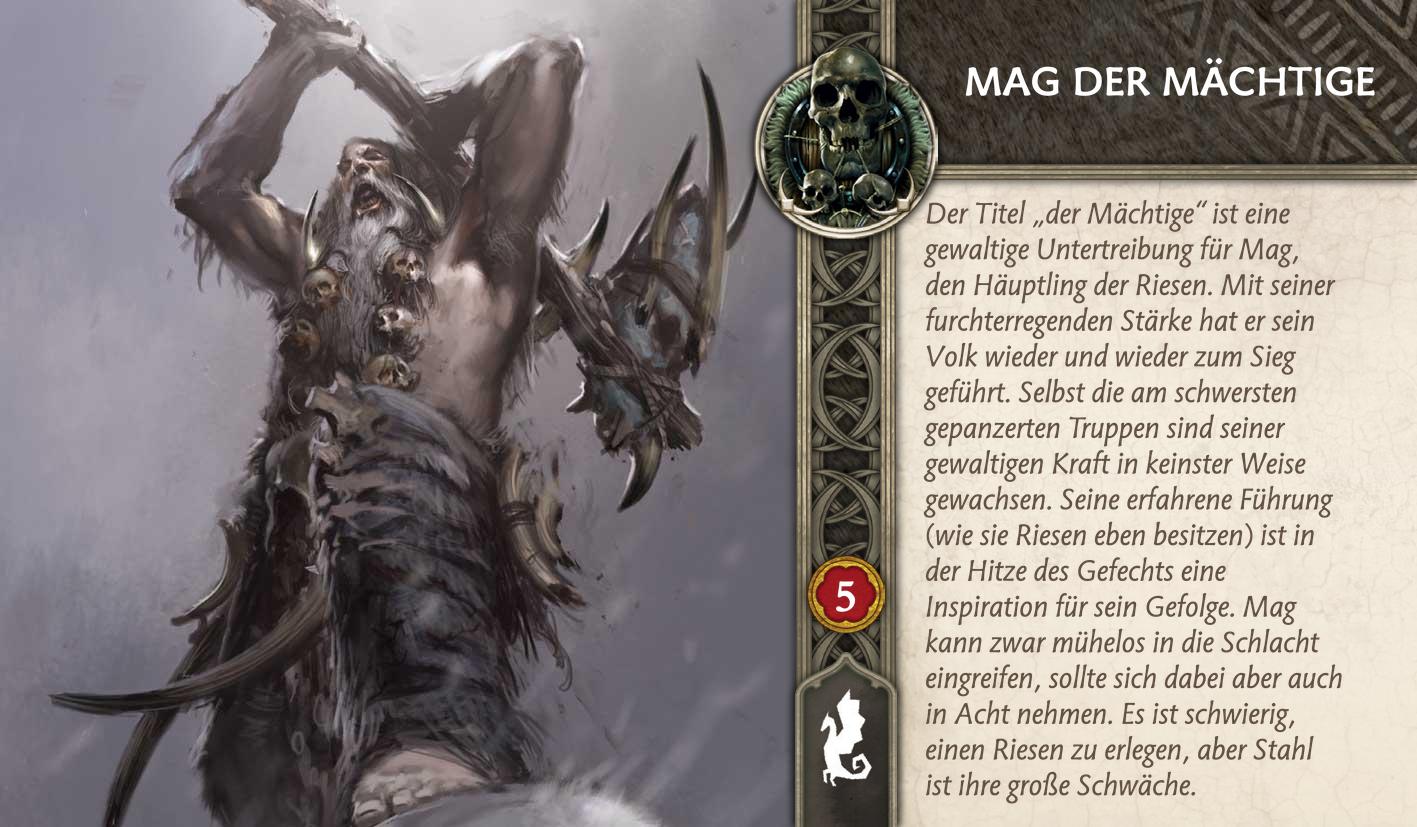 MAG DER MÄCHTIGE
Der Titel „der Mächtige“ ist eine
gewaltige Untertreibung für Mag,
den Häuptling der Riesen. Mit seiner
furchterregenden Stärke hat er sein
Volk wieder und wieder zum Sieg
geführt. Selbst die am schwersten
gepanzerten Truppen sind seiner
gewaltigen Kraft in keinster Weise
gewachsen. Seine erfahrene Führung
(wie sie Riesen eben besitzen) ist in
der Hitze des Gefechts eine
Inspiration für sein Gefolge. Mag
kann zwar mühelos in die Schlacht
eingreifen, sollte sich dabei aber auch
in Acht nehmen. Es ist schwierig,
einen Riesen zu erlegen, aber Stahl
ist ihre große Schwäche.
5